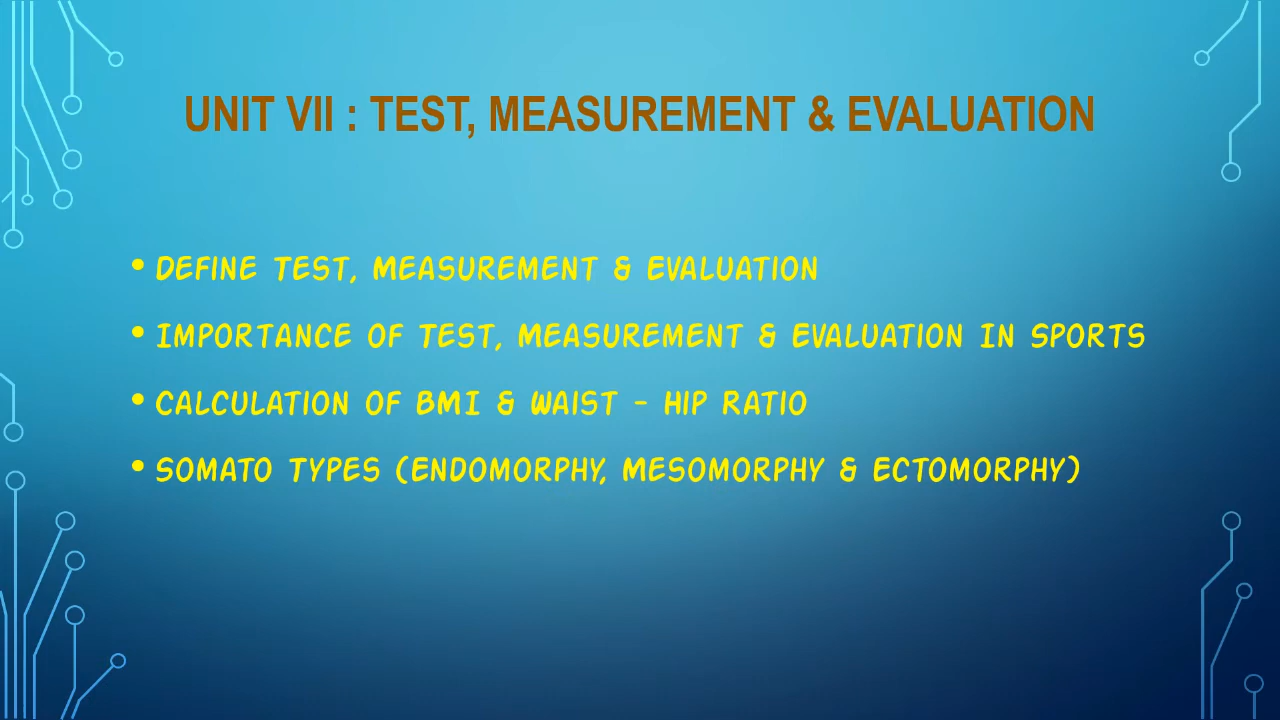 UNIT VII : TEST, MEASUREMENT & EVALUATION
• DEFINE TEST, MEASUREMENT & EVALUATION
• IMPORTANCE OF TEST, MEASUREMENT & EVALUATION IN SPORTS
• CALCULATION OF BMI & WAIST - HIP RATIO
• SOMATO TYPES (ENDOMORPHY, MESOMORPHY & ECTOMORPHY)